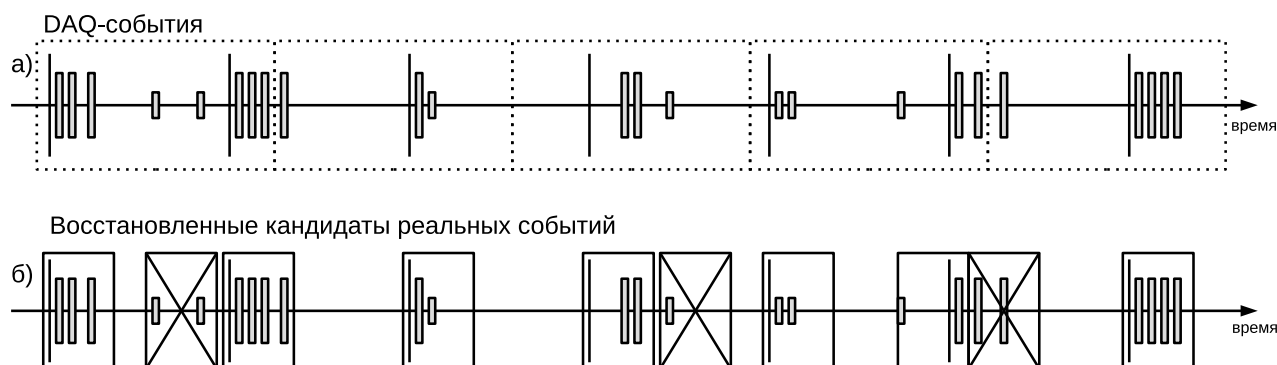 DAQ-события
а)
время
Восстановленные кандидаты реальных событий
б)
время